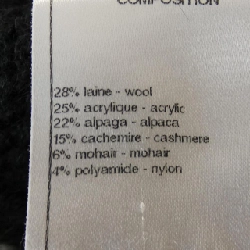 COMPOSITION
28% laine - wool
25% acrylique - acrylic
22% alpaga - alpaca
15% cachemire - cashmere
6% mohair - mohair
4% polyamide - nylon